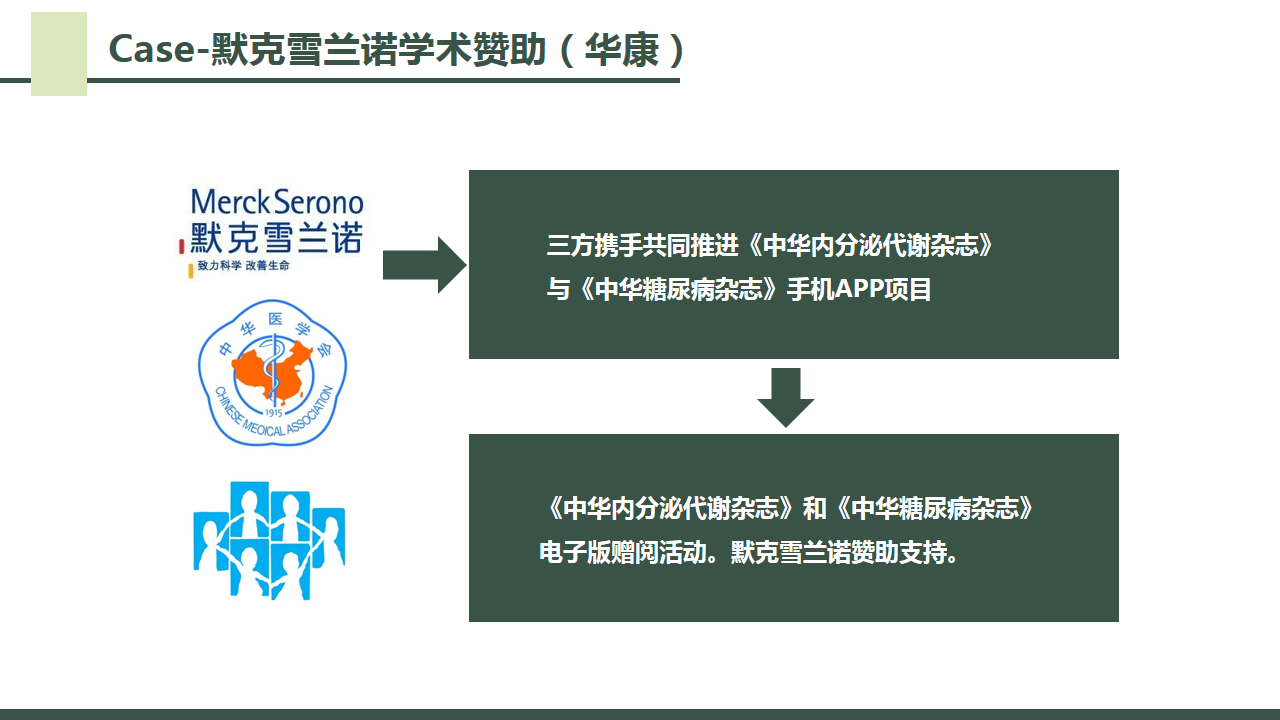 Case-默克雪兰诺学术赞助（华康）
Merck Serono
默克雪兰诺
致力科学 改善生命
中华医学会
1915
CHINESE MEOICAL ASSOCIATION
三方携手共同推进《中华内分泌代谢杂志》
与《中华糖尿病杂志》手机APP项目
《中华内分泌代谢杂志》和《中华糖尿病杂志》
电子版赠阅活动。默克雪兰诺赞助支持。